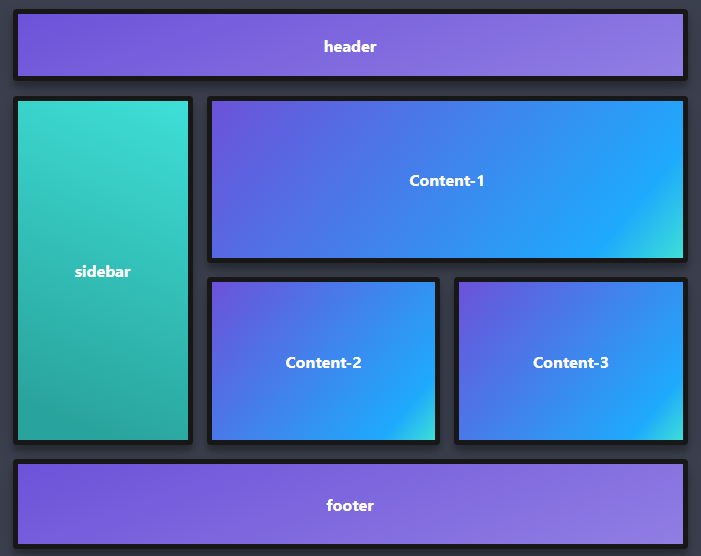 header
Content-1
sidebar
Content-2
Content-3
footer